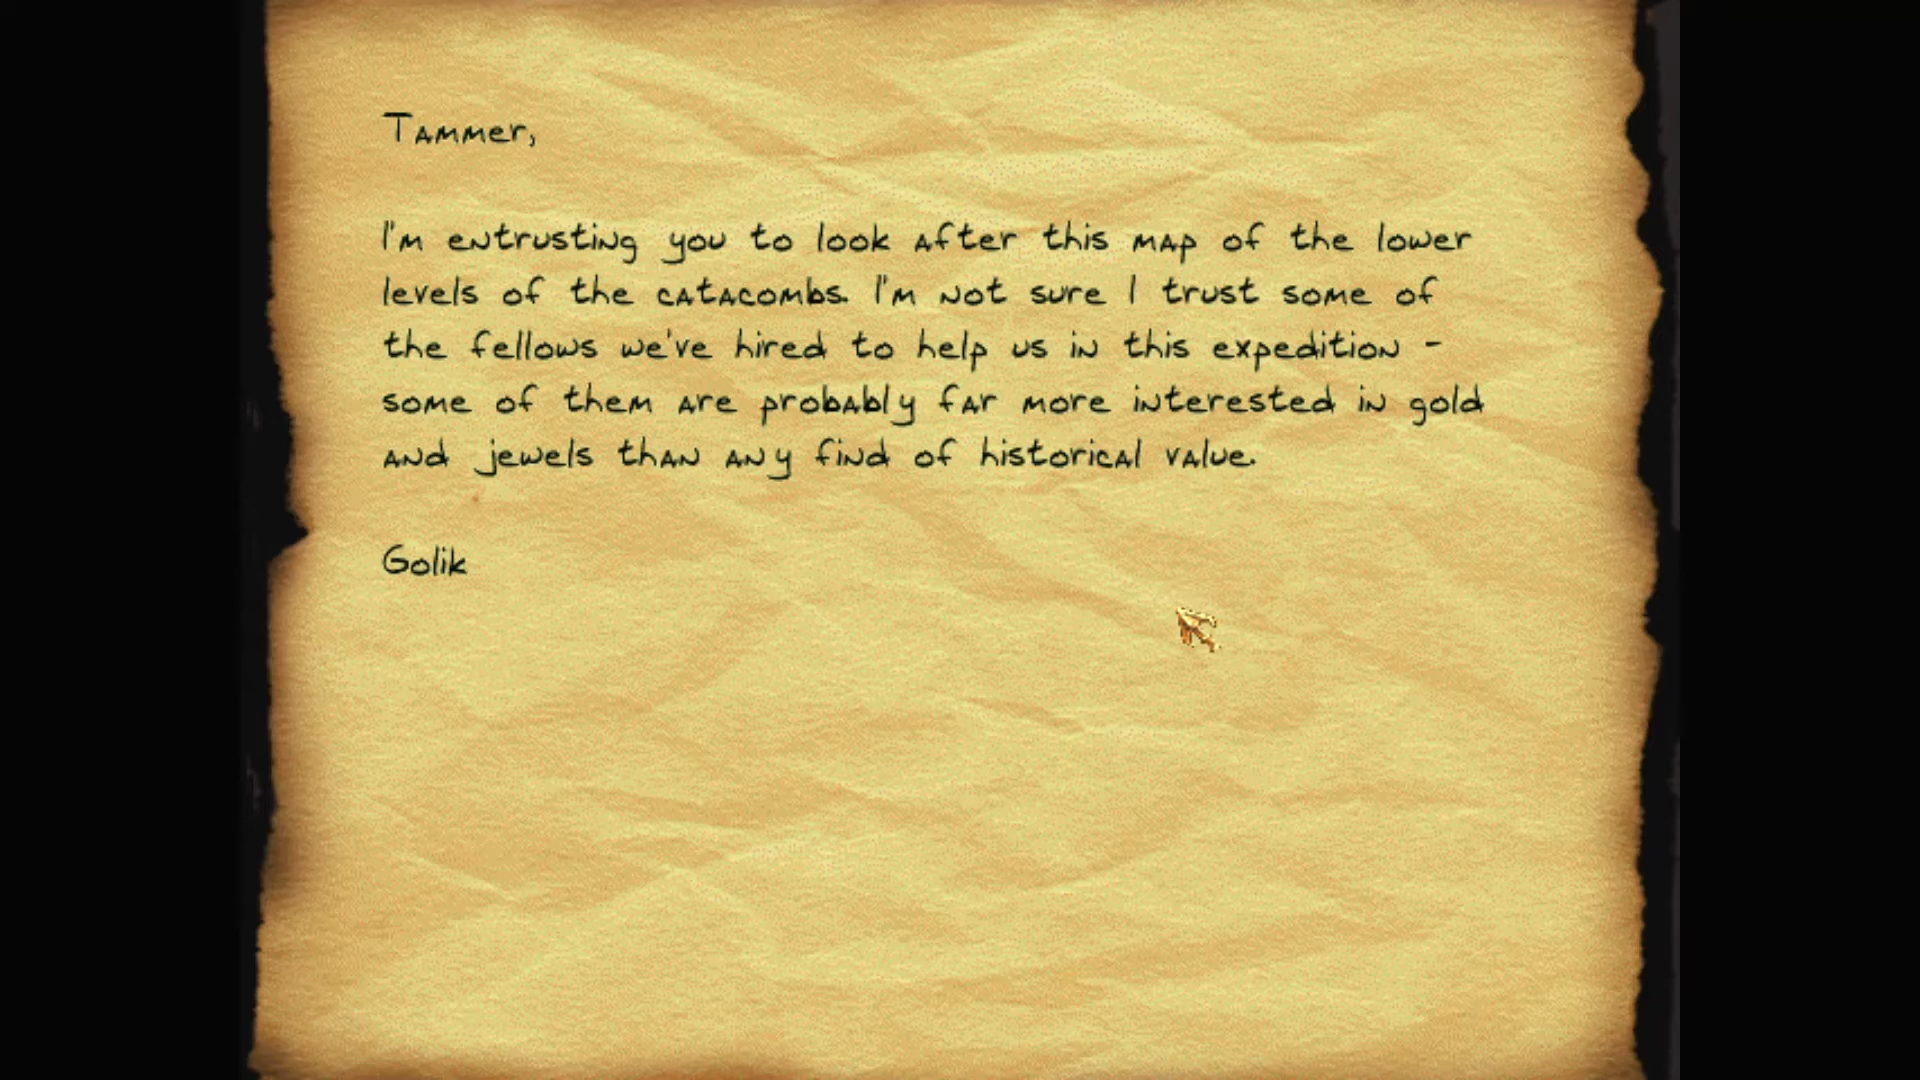 Tammer,
I'm entrusting you to look after this map of the lower
levels of the catacombs. I'm not sure I trust some of
the fellows we've hired to help us in this expedition -
some of them are probably far more interested in gold
and jewels than any find of historical value.
Golik